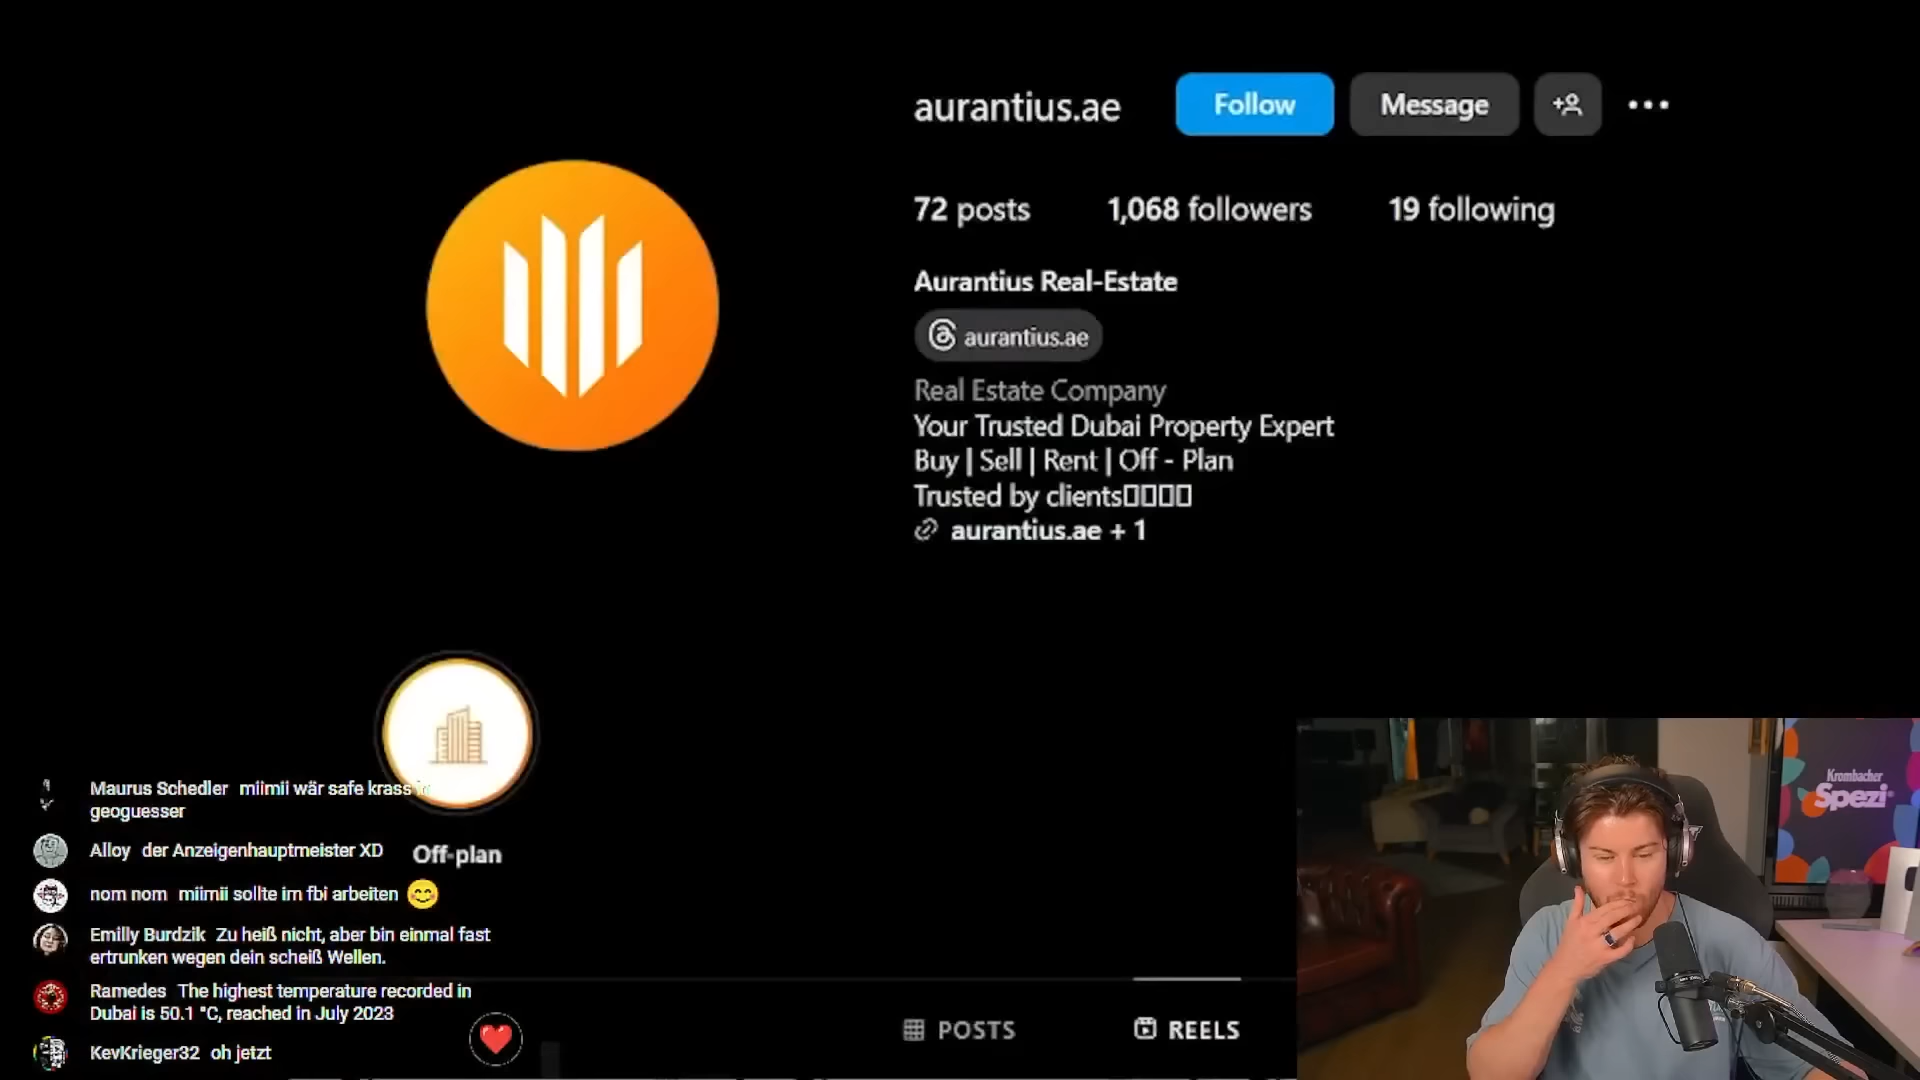 aurantius.ae
Follow
Message
72 posts
1,068 followers
19 following
Aurantius Real-Estate
aurantius.ae
Real Estate Company
Your Trusted Dubai Property Expert
Buy | Sell | Rent | Off - Plan
Trusted by clients
aurantius.ae + 1
Off-plan
Maurus Schedler miimii wär safe krass in
geoguesser
Alloy der Anzeigenhauptmeister XD
nom nom miimii sollte im fbi arbeiten 😊
Emilly Burdzik Zu heiß nicht, aber bin einmal fast
ertrunken wegen dein scheiß Wellen.
Ramedes The highest temperature recorded in
Dubai is 50.1 °C, reached in July 2023
KevKrieger32 oh jetzt
POSTS
REELS
Krombacher
Spezi